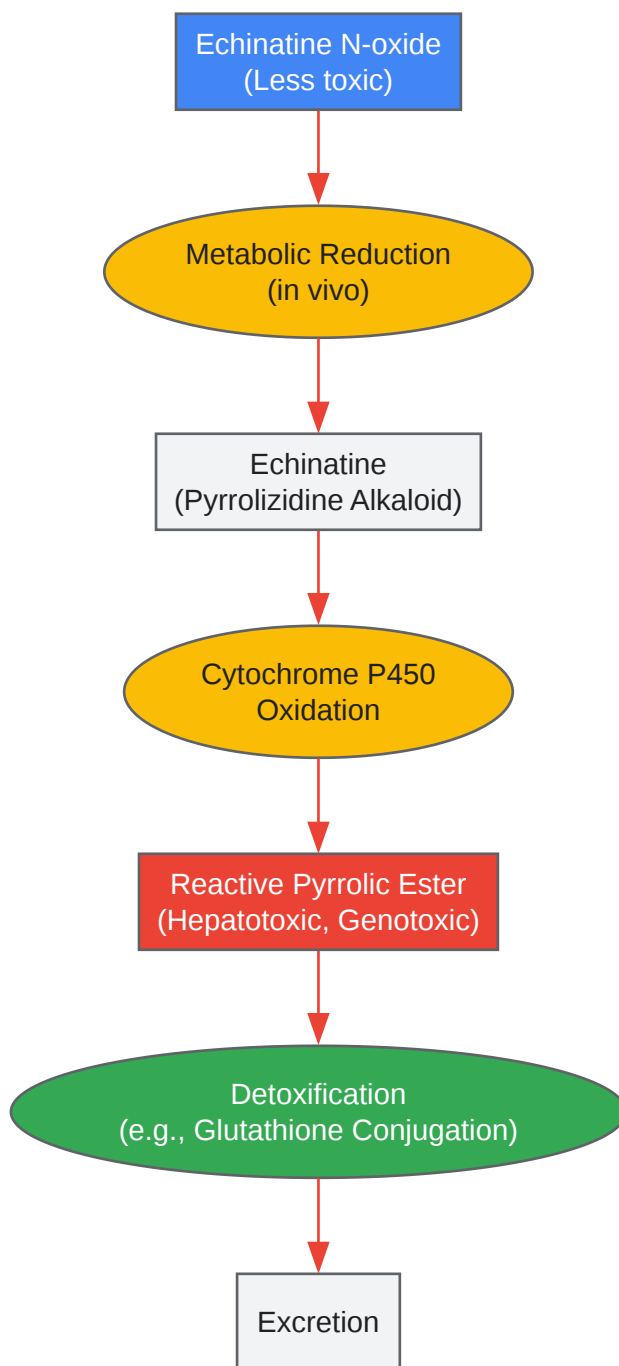 Echinatine N-oxide
(Less toxic)
Metabolic Reduction
(in vivo)
Echinatine
(Pyrrolizidine Alkaloid)
Cytochrome P450
Oxidation
Reactive Pyrrolic Ester
(Hepatotoxic, Genotoxic)
Detoxification
(e.g., Glutathione Conjugation)
Excretion